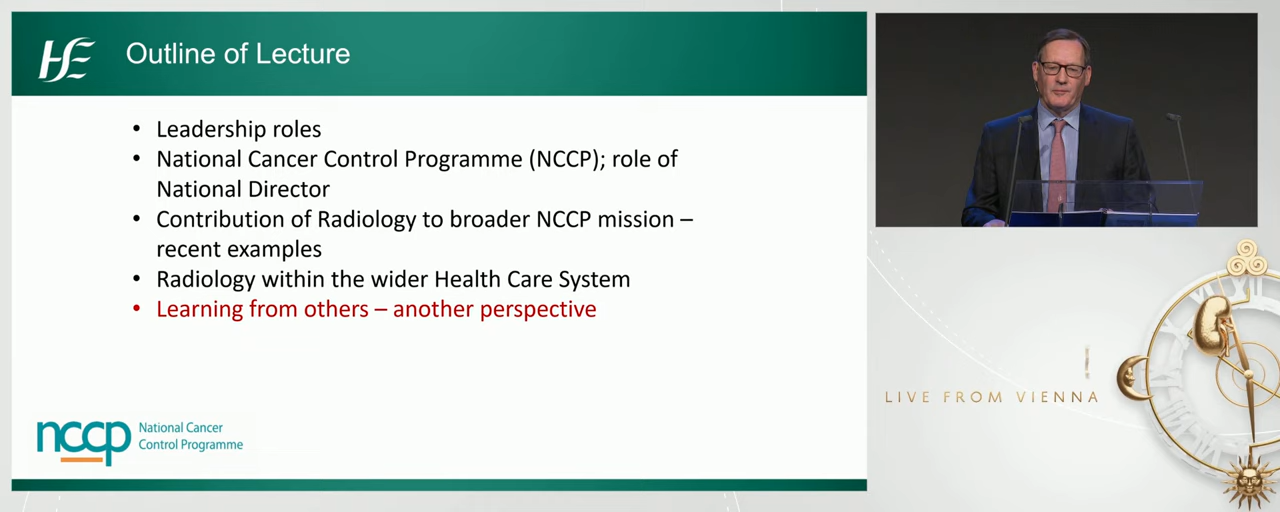 HSE
Outline of Lecture
• Leadership roles
• National Cancer Control Programme (NCCP); role of
National Director
• Contribution of Radiology to broader NCCP mission –
recent examples
• Radiology within the wider Health Care System
• Learning from others – another perspective
nccp
National Cancer
Control Programme
LIVE FROM VIENNA